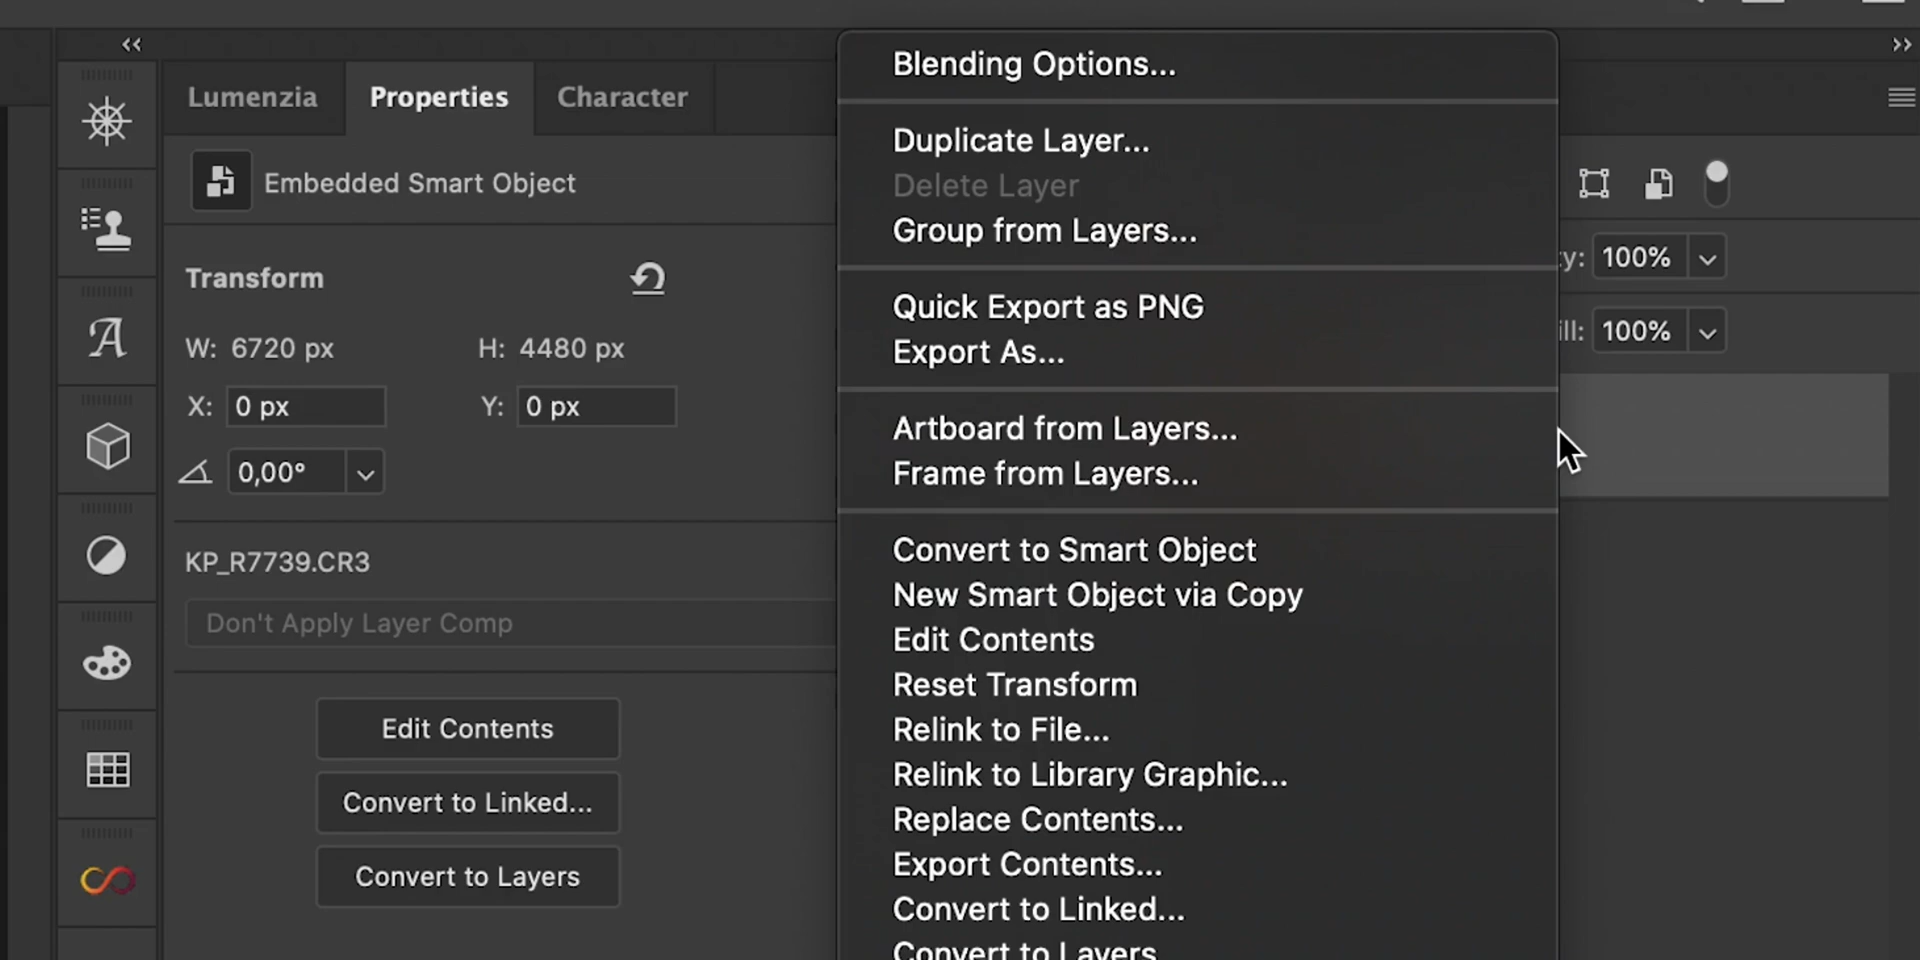 Lumenzia
Properties
Character
Embedded Smart Object
Transform
W: 6720 px
H: 4480 px
X: 0 px
Y: 0 px
0,00°
KP_R7739.CR3
Don't Apply Layer Comp
Edit Contents
Convert to Linked...
Convert to Layers
Blending Options...
Duplicate Layer...
Delete Layer
Group from Layers...
Quick Export as PNG
Export As...
Artboard from Layers...
Frame from Layers...
Convert to Smart Object
New Smart Object via Copy
Edit Contents
Reset Transform
Relink to File...
Relink to Library Graphic...
Replace Contents...
Export Contents...
Convert to Linked...
Convert to Layers
y: 100%
ill: 100%